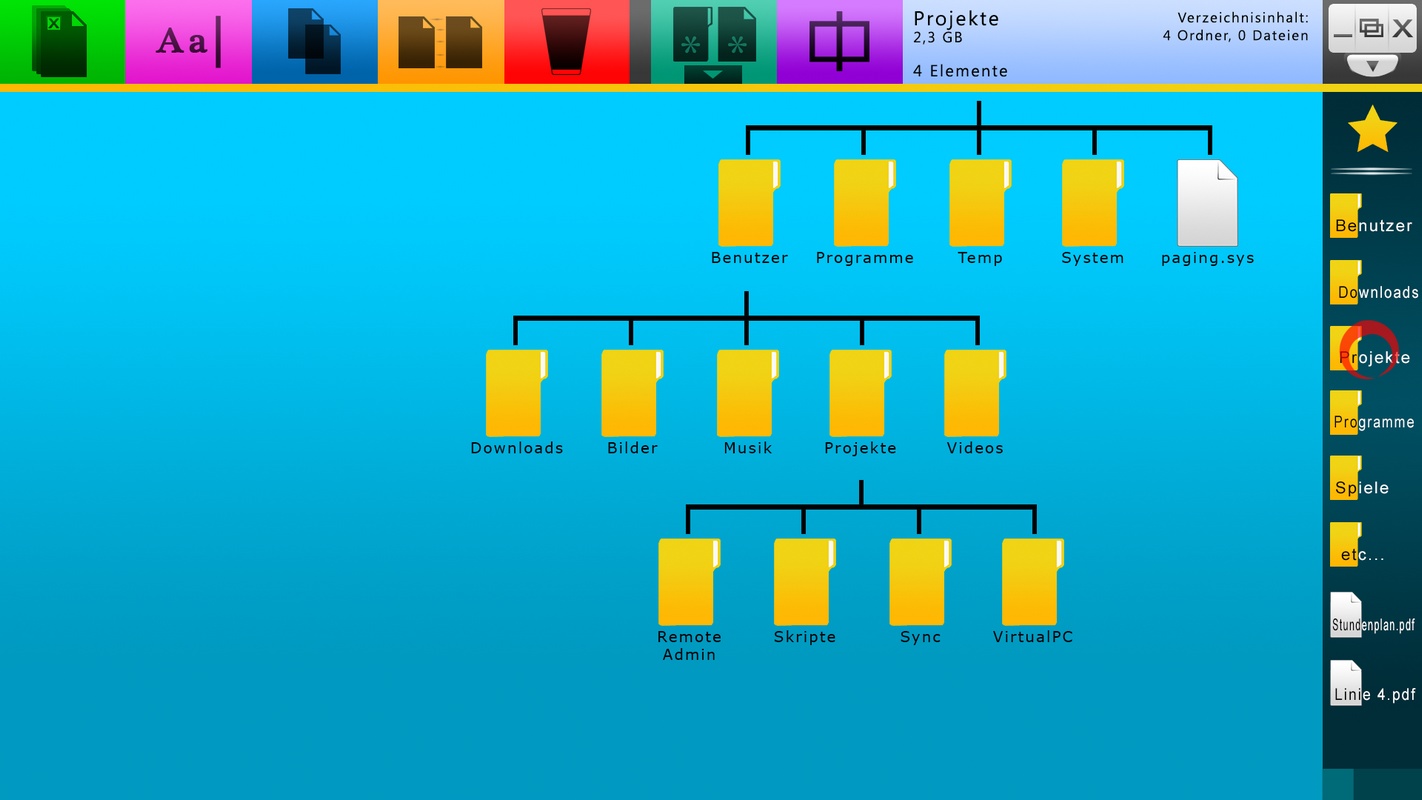 Aa
Projekte
2,3 GB
4 Elemente
Verzeichnisinhalt:
4 Ordner, 0 Dateien
Benutzer
Programme
Temp
System
paging.sys
Downloads
Bilder
Musik
Projekte
Videos
Remote
Admin
Skripte
Sync
VirtualPC
Benutzer
Downloads
Projekte
Programme
Spiele
etc...
Stundenplan.pdf
Linie 4.pdf